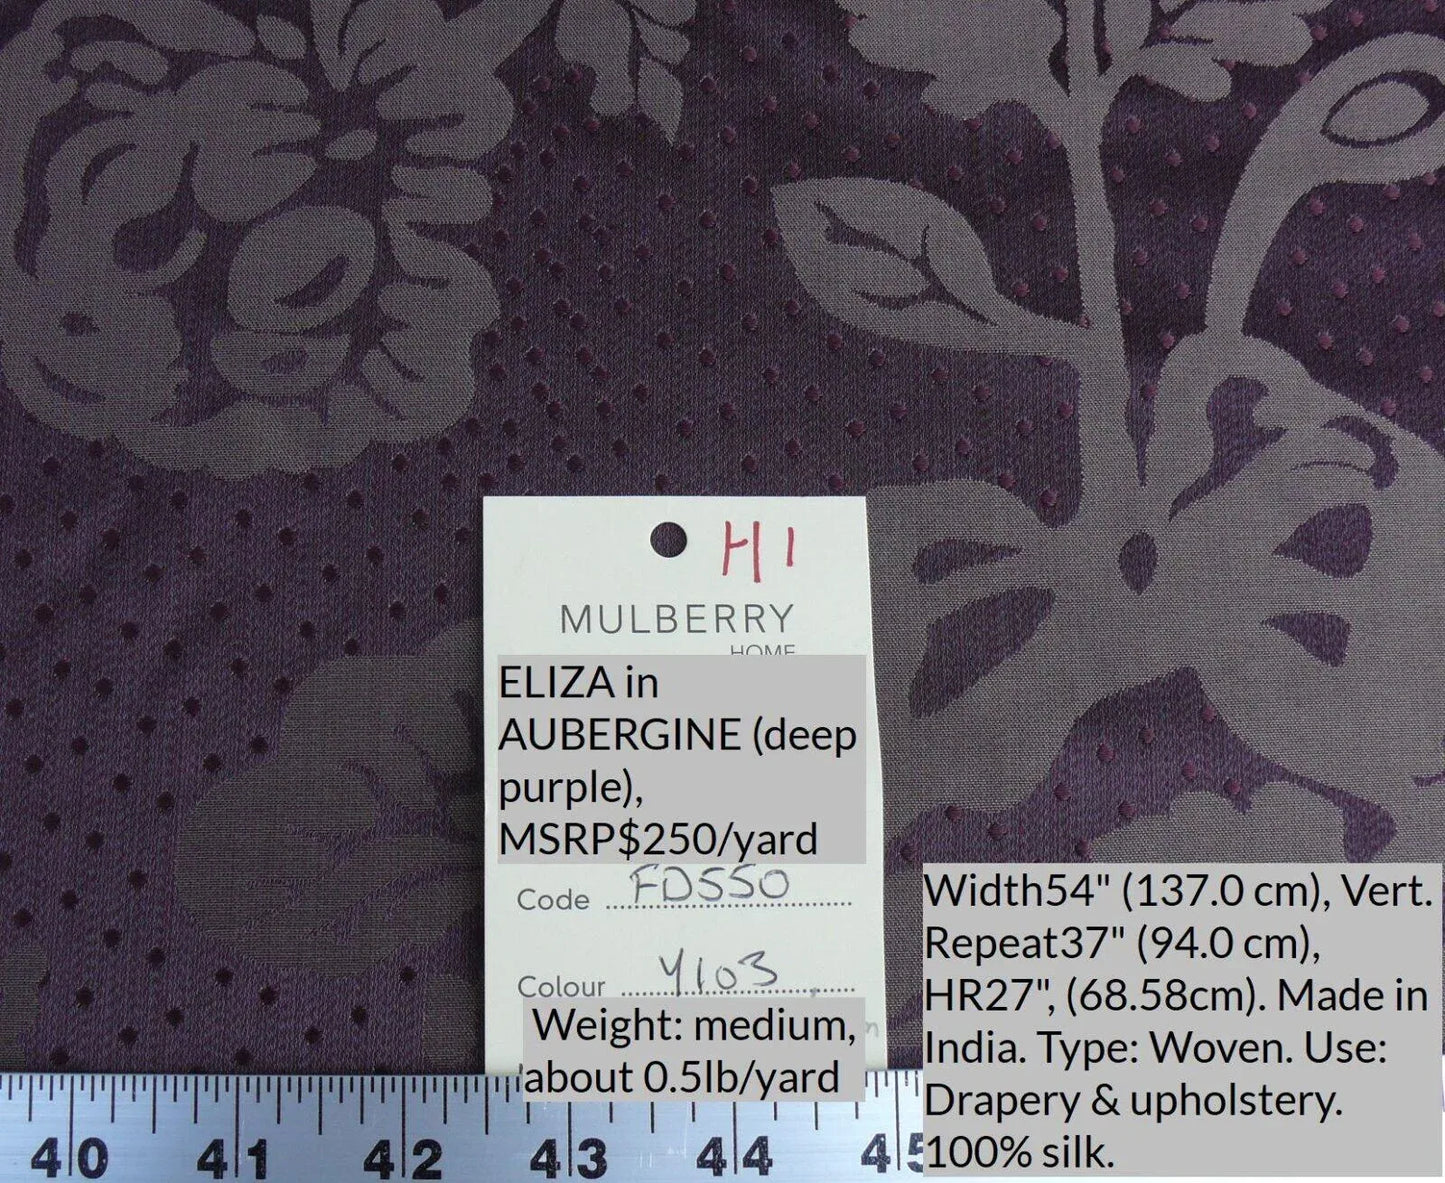 H1
MULBERRY
HOME
ELIZA in
AUBERGINE (deep
purple),
MSRP$250/yard
Code FD550
Colour Y103
Weight: medium,
about 0.5lb/yard
Width54" (137.0 cm), Vert.
Repeat37" (94.0 cm),
HR27", (68.58cm). Made in
India. Type: Woven. Use:
Drapery & upholstery.
100% silk.
40 41 42 43 44 45